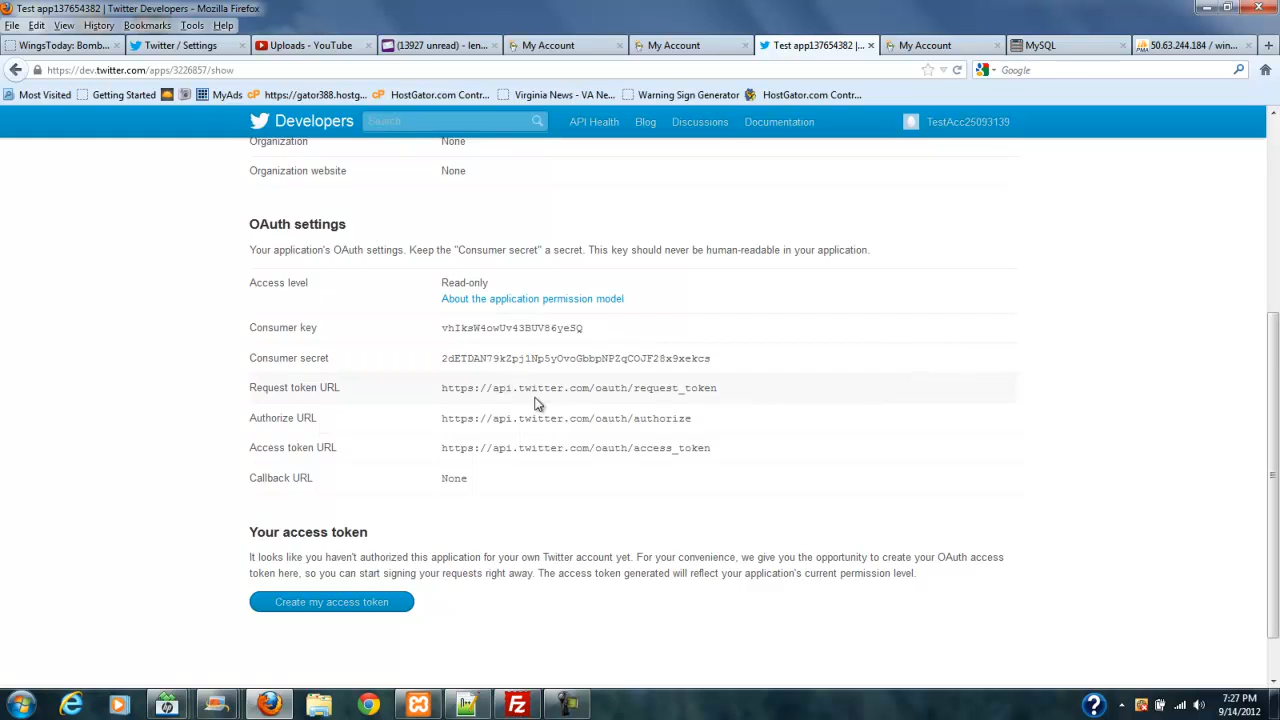 Test app137654382 | Twitter Developers - Mozilla Firefox
File Edit View History Bookmarks Tools Help
WingsToday: Bomb... Twitter / Settings Uploads - YouTube (13927 unread) - len... My Account My Account Test app137654382 |... My Account MySQL 50.63.244.184 / win...
https://dev.twitter.com/apps/3226857/show Google
Most Visited Getting Started MyAds https://gator388.hostg... HostGator.com Contr... Virginia News - VA Ne... Warning Sign Generator HostGator.com Contr...
Developers Search API Health Blog Discussions Documentation TestAcc25093139
Organization None
Organization website None
OAuth settings
Your application's OAuth settings. Keep the "Consumer secret" a secret. This key should never be human-readable in your application.
Access level Read-only
About the application permission model
Consumer key vhIksW4owUv43BUV86yeSQ
Consumer secret 2dETDAN79kZpj1Np5yOvoGbbpNPZqCOJF28x9xekcs
Request token URL https://api.twitter.com/oauth/request_token
Authorize URL https://api.twitter.com/oauth/authorize
Access token URL https://api.twitter.com/oauth/access_token
Callback URL None
Your access token
It looks like you haven't authorized this application for your own Twitter account yet. For your convenience, we give you the opportunity to create your OAuth access
token here, so you can start signing your requests right away. The access token generated will reflect your application's current permission level.
Create my access token
7:27 PM
9/14/2012